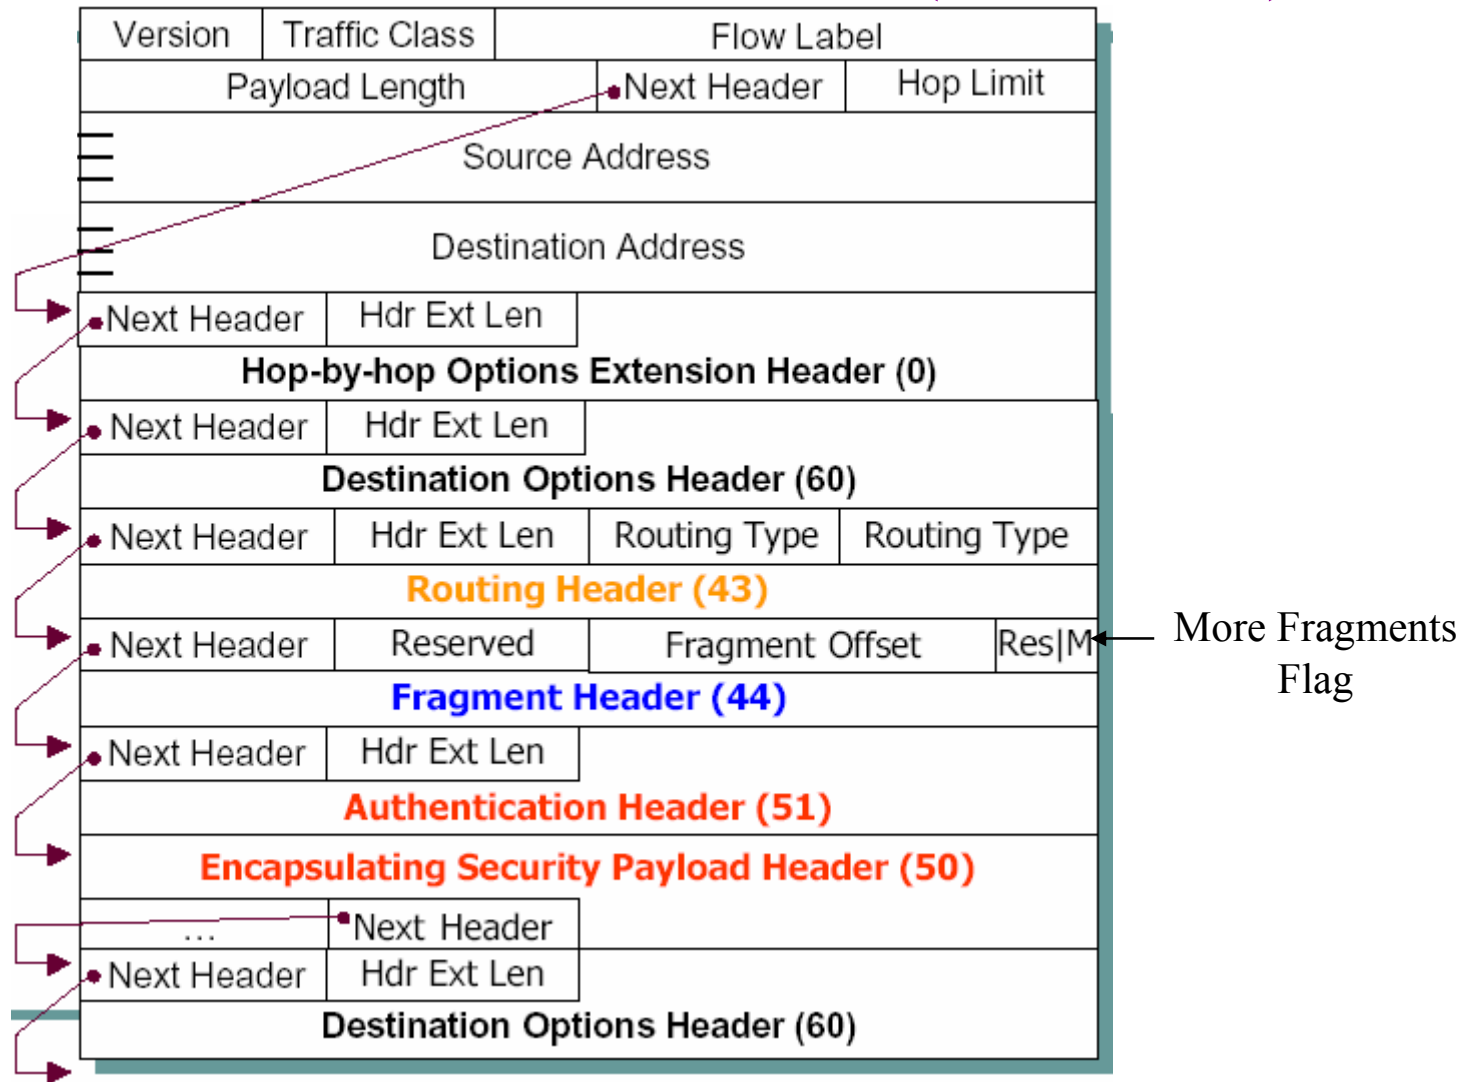 Version Traffic Class Flow Label
Payload Length Next Header Hop Limit
Source Address
Destination Address
Next Header Hdr Ext Len
Hop-by-hop Options Extension Header (0)
Next Header Hdr Ext Len
Destination Options Header (60)
Next Header Hdr Ext Len Routing Type Routing Type
Routing Header (43)
Next Header Reserved Fragment Offset Res|M
More Fragments
Flag
Fragment Header (44)
Next Header Hdr Ext Len
Authentication Header (51)
Encapsulating Security Payload Header (50)
... Next Header
Next Header Hdr Ext Len
Destination Options Header (60)